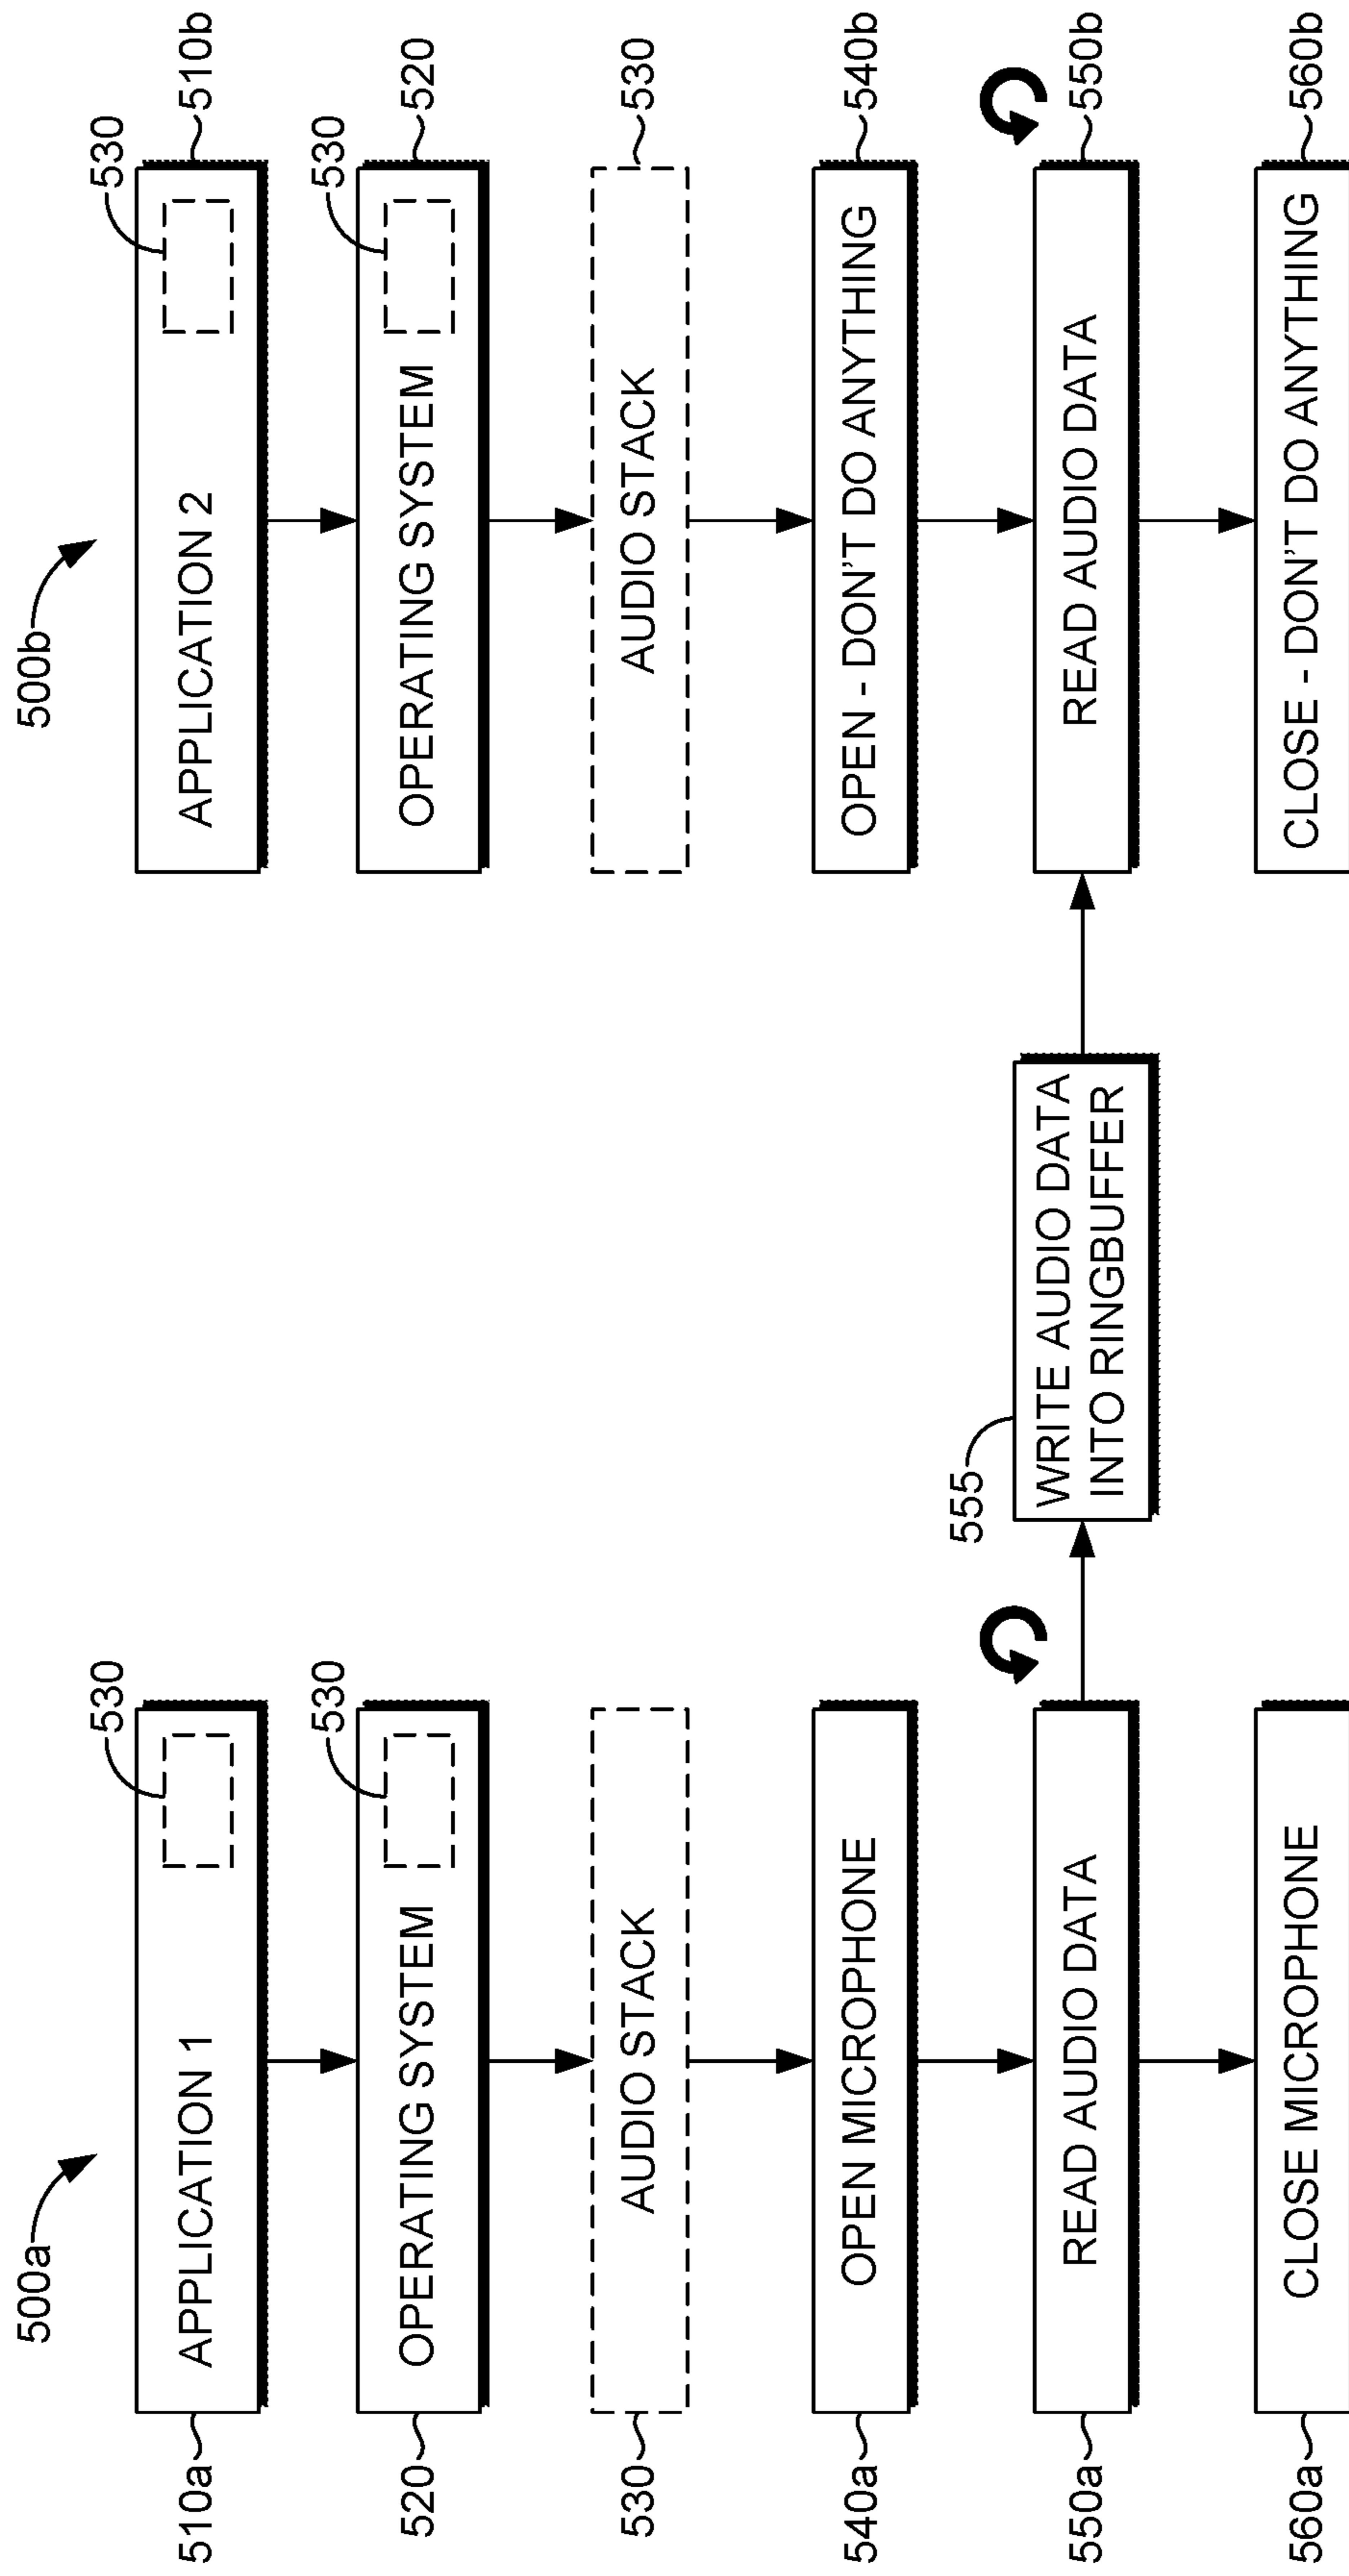 500a
510a
APPLICATION 1
530
520
OPERATING SYSTEM
530
530
AUDIO STACK
540a
OPEN MICROPHONE
550a
READ AUDIO DATA
560a
CLOSE MICROPHONE
555
WRITE AUDIO DATA
INTO RINGBUFFER
500b
APPLICATION 2
530
510b
OPERATING SYSTEM
530
520
AUDIO STACK
530
OPEN - DON'T DO ANYTHING
540b
READ AUDIO DATA
550b
CLOSE - DON'T DO ANYTHING
560b